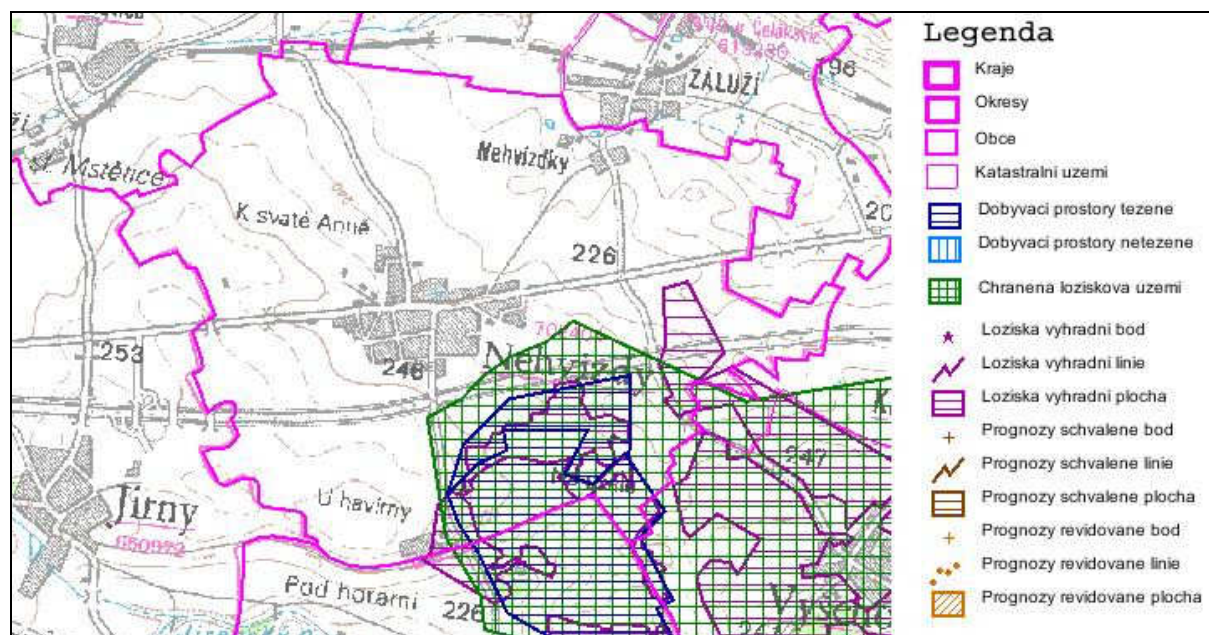 Legenda
Kraje
Okresy
Obce
Katastralni uzemi
Dobyvaci prostory tezene
Dobyvaci prostory netezene
Chranena loziskova uzemi
Loziska vyhradni bod
Loziska vyhradni linie
Loziska vyhradni plocha
Prognozy schvalene bod
Prognozy schvalene linie
Prognozy schvalene plocha
Prognozy revidovane bod
Prognozy revidovane linie
Prognozy revidovane plocha
196
ZÁLUŽÍ
Nehvízdky
Mstětice
K svaté Anně
20
226
253
246
Nehvizdy
247
U havírny
Jirny
650972
Pod horami
226